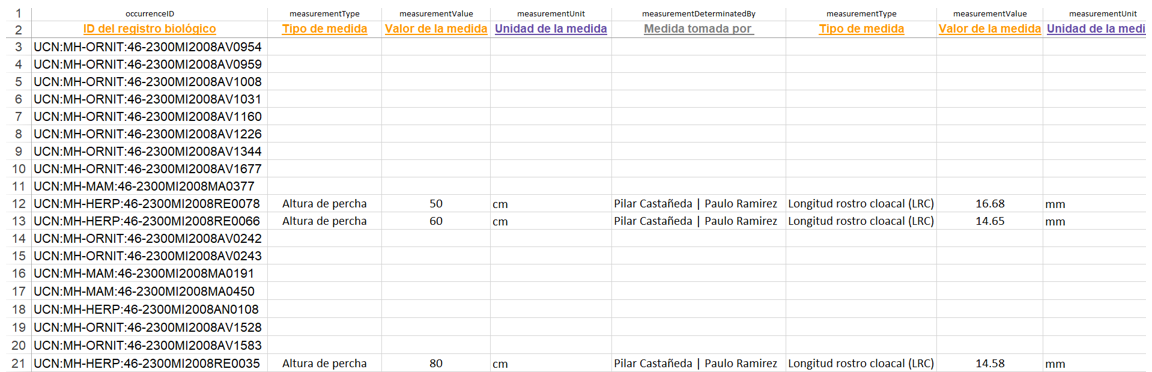 1 occurrenceID measurementType measurementValue measurementUnit measurementDeterminatedBy measurementType measurementValue measurementUnit
2 ID del registro biológico Tipo de medida Valor de la medida Unidad de la medida Medida tomada por Tipo de medida Valor de la medida Unidad de la medi
3 UCN:MH-ORNIT:46-2300MI2008AV0954
4 UCN:MH-ORNIT:46-2300MI2008AV0959
5 UCN:MH-ORNIT:46-2300MI2008AV1008
6 UCN:MH-ORNIT:46-2300MI2008AV1031
7 UCN:MH-ORNIT:46-2300MI2008AV1160
8 UCN:MH-ORNIT:46-2300MI2008AV1226
9 UCN:MH-ORNIT:46-2300MI2008AV1344
10 UCN:MH-ORNIT:46-2300MI2008AV1677
11 UCN:MH-MAM:46-2300MI2008MA0377
12 UCN:MH-HERP:46-2300MI2008RE0078 Altura de percha 50 cm Pilar Castañeda | Paulo Ramirez Longitud rostro cloacal (LRC) 16.68 mm
13 UCN:MH-HERP:46-2300MI2008RE0066 Altura de percha 60 cm Pilar Castañeda | Paulo Ramirez Longitud rostro cloacal (LRC) 14.65 mm
14 UCN:MH-ORNIT:46-2300MI2008AV0242
15 UCN:MH-ORNIT:46-2300MI2008AV0243
16 UCN:MH-MAM:46-2300MI2008MA0191
17 UCN:MH-MAM:46-2300MI2008MA0450
18 UCN:MH-HERP:46-2300MI2008AN0108
19 UCN:MH-ORNIT:46-2300MI2008AV1528
20 UCN:MH-ORNIT:46-2300MI2008AV1583
21 UCN:MH-HERP:46-2300MI2008RE0035 Altura de percha 80 cm Pilar Castañeda | Paulo Ramirez Longitud rostro cloacal (LRC) 14.58 mm